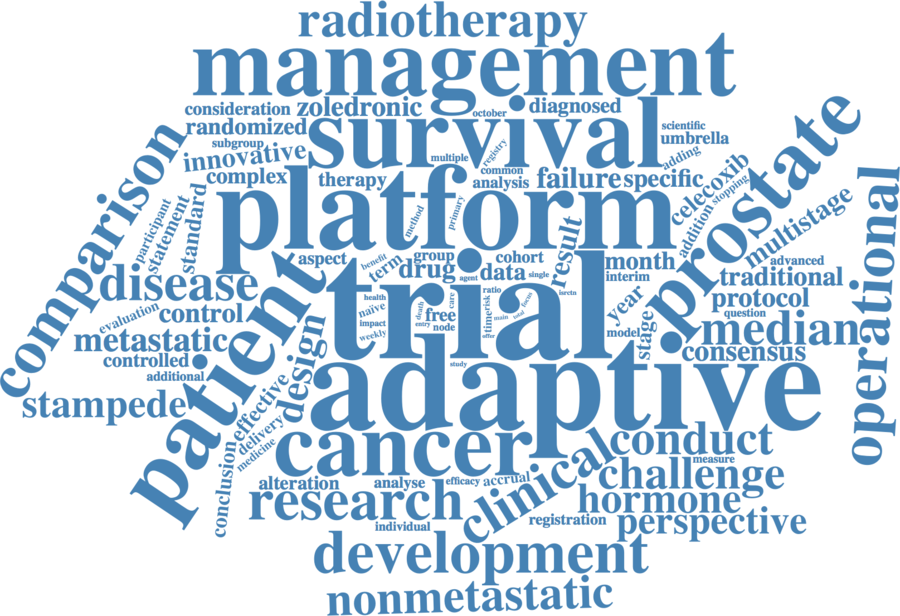 radiotherapy
management
consideration
zoledronic
october
diagnosed
randomized
survival
scientific
umbrella
subgroup
innovative
multiple
registry
common
adding
complex
therapy
analysis
failure
specific
celecoxib
comparison
participant
statement
standard
platform
method
primary
addition
stopping
prostate
multistage
operational
aspect
benefit
term
group
drug
agent
cohort
data
single
result
month
interim
advanced
traditional
disease
patient
trial
health
naïve
impact
weekly
death
entry
free
care
node
ratio
risk
time
main
offer
total
focus
isrctn
year
model
stage
protocol
question
median
evaluation
control
metastatic
controlled
additional
design
study
consensus
stampede
effective
delivery
medicine
conclusion
adaptive
cancer
clinical
conduct
measure
challenge
alteration
analyse
efficacy
accrual
research
individual
registration
hormone
perspective
development
nonmetastatic